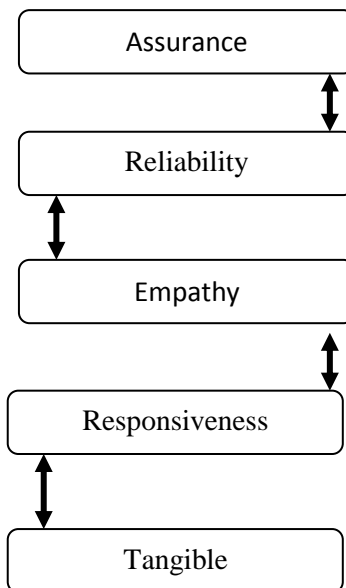 Assurance
Reliability
Empathy
Responsiveness
Tangible